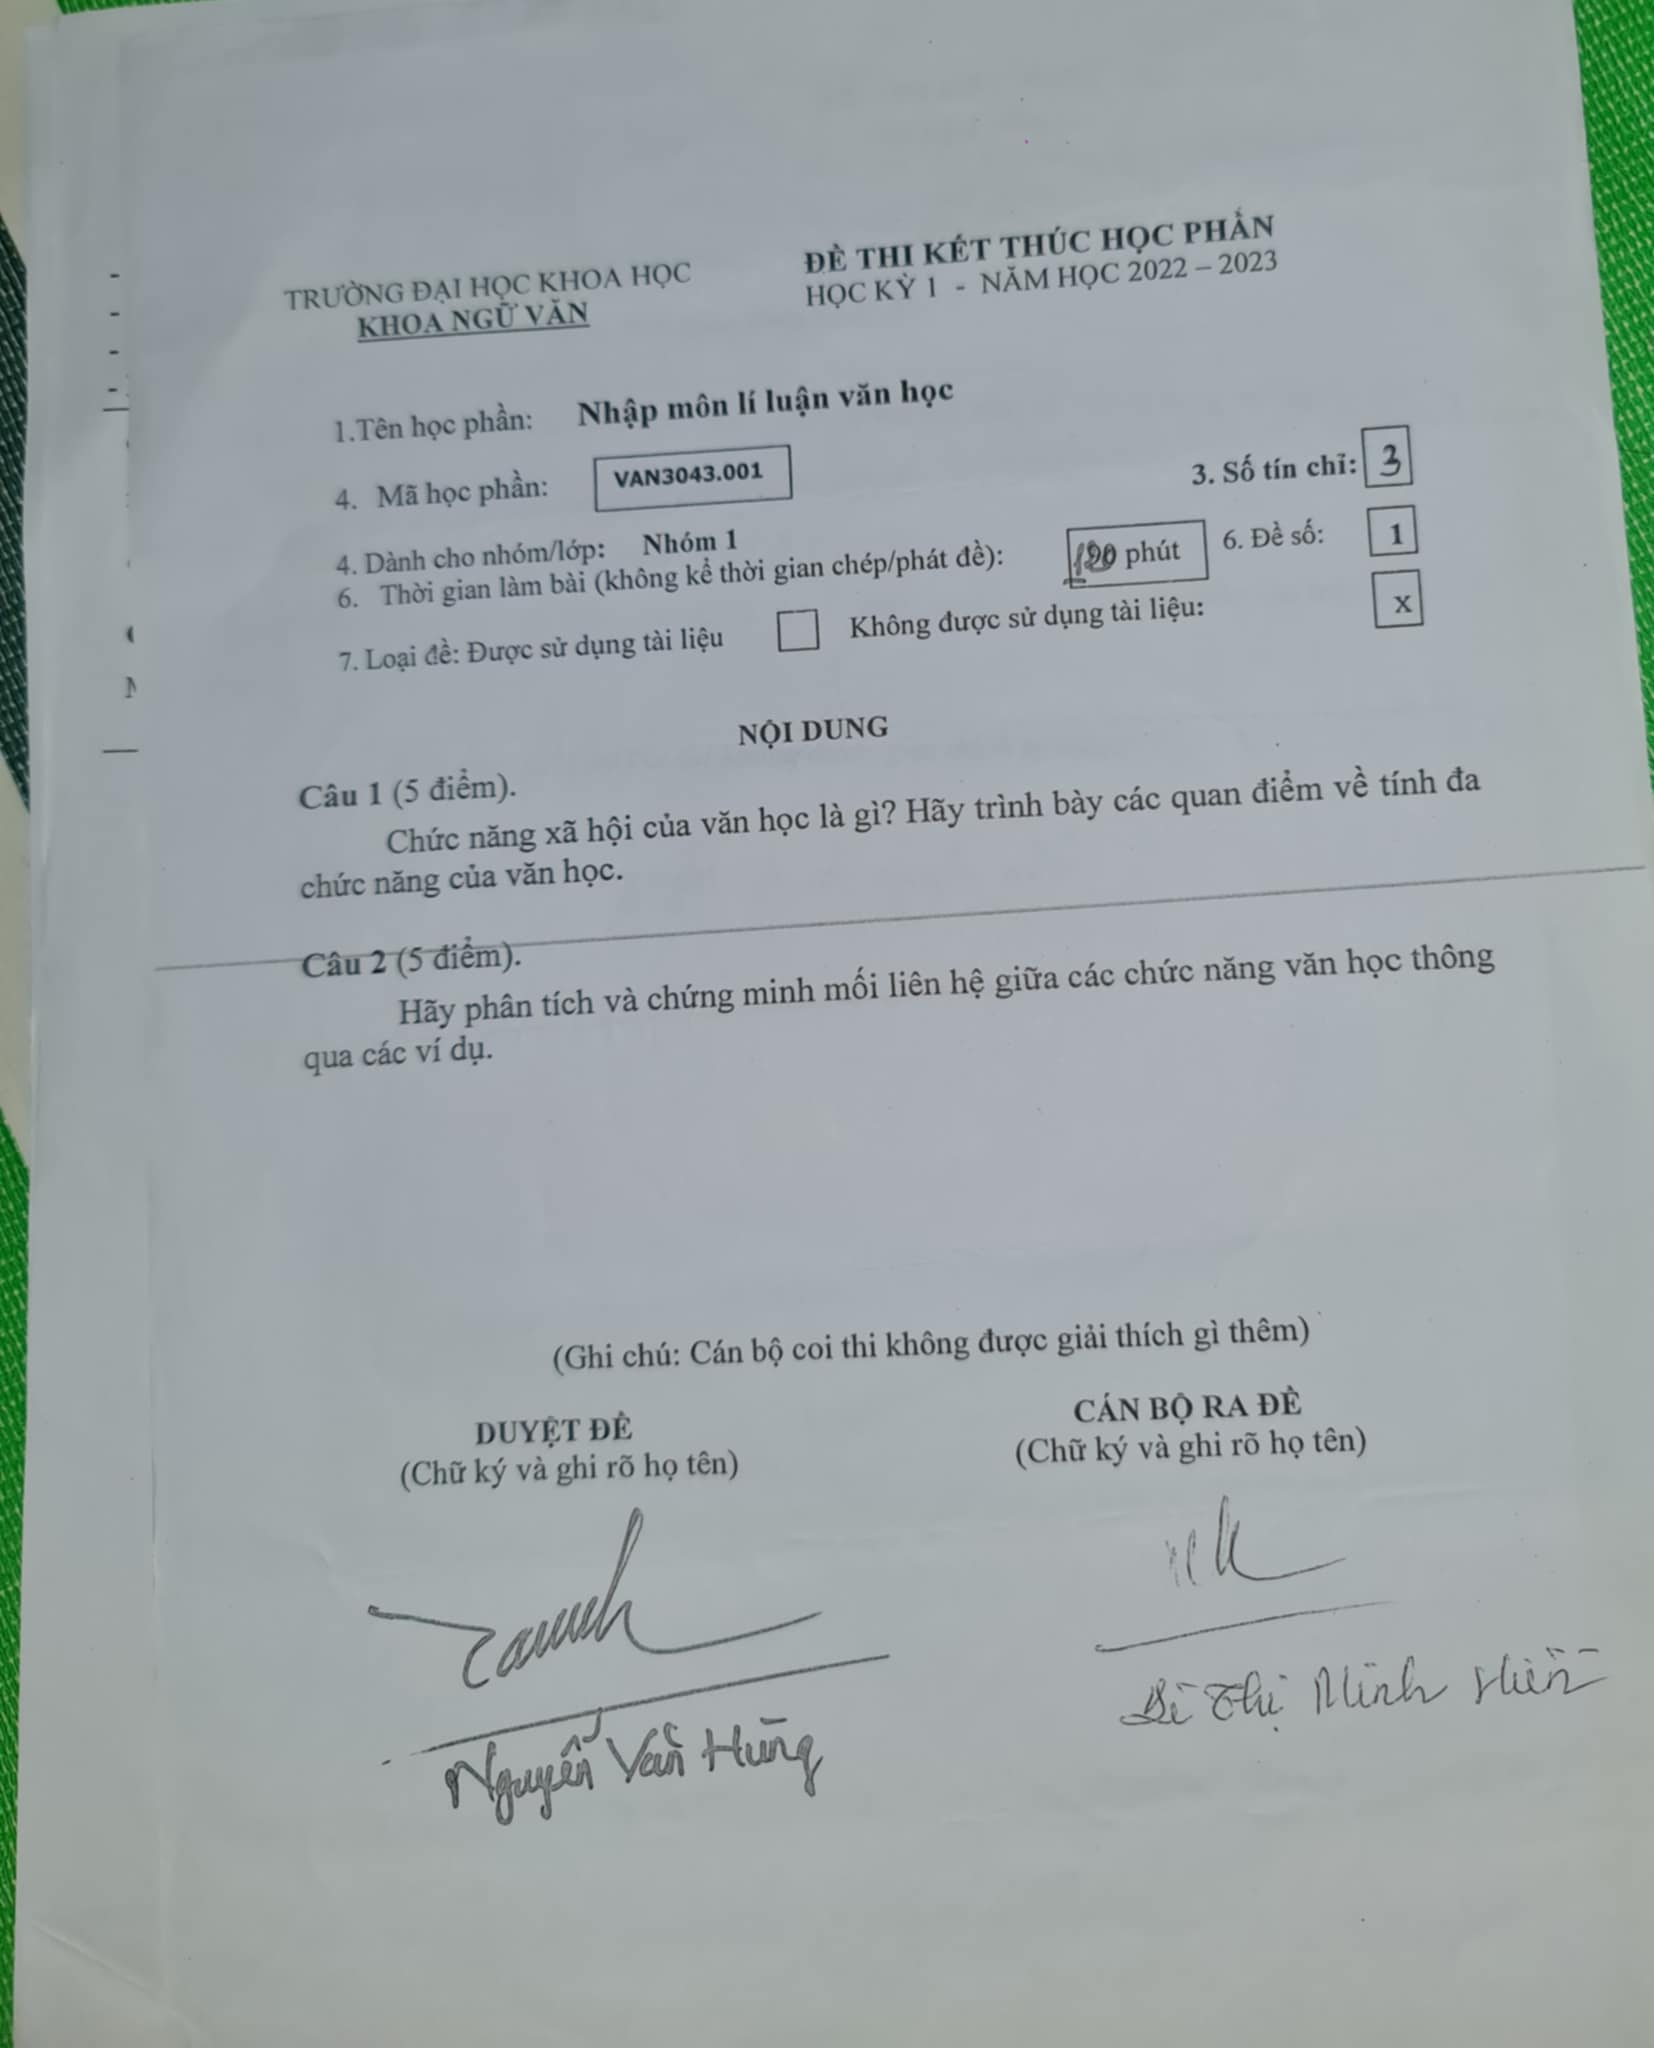 TRƯỜNG ĐẠI HỌC KHOA HỌC
KHOA NGỮ VĂN
ĐỀ THI KẾT THÚC HỌC PHẦN
HỌC KỲ 1 - NĂM HỌC 2022 – 2023
1.Tên học phần: Nhập môn lí luận văn học
4. Mã học phần: VAN3043.001
3. Số tín chỉ: 3
4. Dành cho nhóm/lớp: Nhóm 1
6. Thời gian làm bài (không kể thời gian chép/phát đề): 120 phút
6. Đề số: 1
7. Loại đề: Được sử dụng tài liệu
Không được sử dụng tài liệu: x
NỘI DUNG
Câu 1 (5 điểm).
Chức năng xã hội của văn học là gì? Hãy trình bày các quan điểm về tính đa
chức năng của văn học.
Câu 2 (5 điểm).
Hãy phân tích và chứng minh mối liên hệ giữa các chức năng văn học thông
qua các ví dụ.
(Ghi chú: Cán bộ coi thi không được giải thích gì thêm)
DUYỆT ĐỀ
(Chữ ký và ghi rõ họ tên)
CÁN BỘ RA ĐỀ
(Chữ ký và ghi rõ họ tên)
Nguyễn Văn Hùng
Thị Minh Hiền